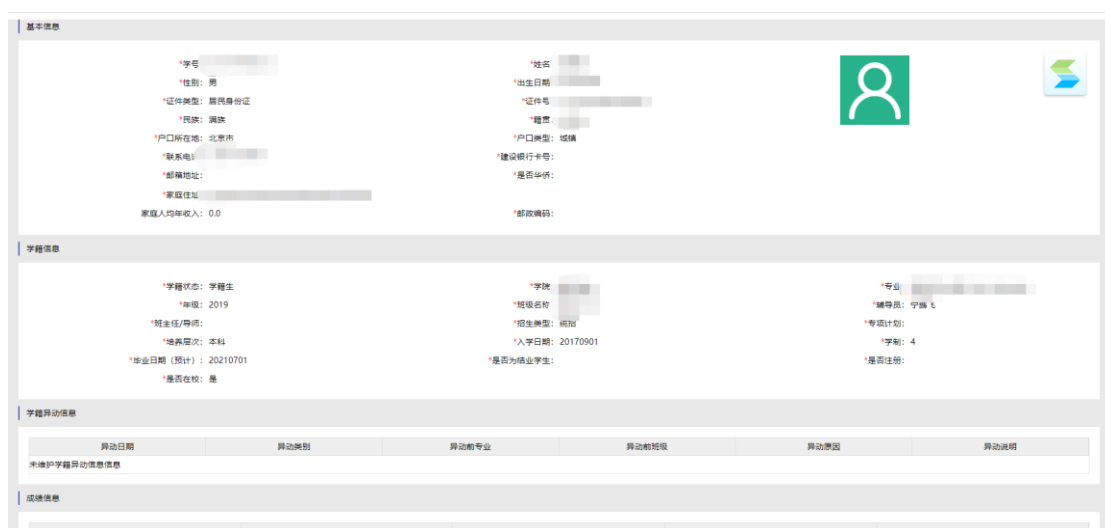 基本信息
*学号 *姓名
*性别: 男 *出生日期
*证件类型: 居民身份证 *证件号
*民族: 满族 *籍贯
*户口所在地: 北京市 *户口类型: 城镇
*联系电话 *建设银行卡号:
*邮箱地址: *是否华侨:
*家庭住址
家庭人均年收入: 0.0 *邮政编码:
学籍信息
*学籍状态: 学籍生 *学院 *专业
*年级: 2019 *班级名称 *辅导员:
*班主任/导师: *招生类型: 统招 *专项计划:
*培养层次: 本科 *入学日期: 20170901 *学制: 4
*毕业日期（预计）: 20210701 *是否为结业学生: *是否注册:
*是否在校: 是
学籍异动信息
异动日期 异动类别 异动前专业 异动前班级 异动原因 异动说明
未维护学籍异动信息信息
成绩信息